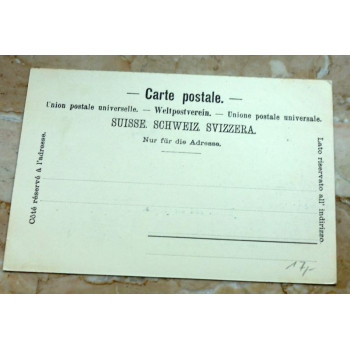 — Carte postale. —
Union postale universelle. — Weltpostverein. — Unione postale universale.
SUISSE. SCHWEIZ. SVIZZERA.
Nur für die Adresse.
Côté réservé à l'adresse.
Lato riservato all' indirizzo.